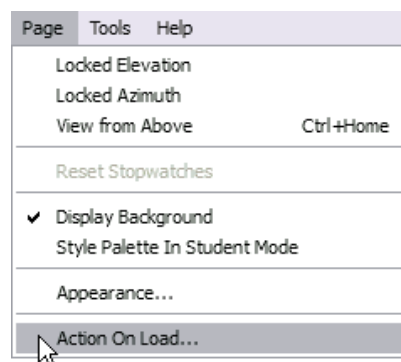 Page Tools Help
Locked Elevation
Locked Azimuth
View from Above Ctrl+Home
Reset Stopwatches
Display Background
Style Palette In Student Mode
Appearance...
Action On Load...